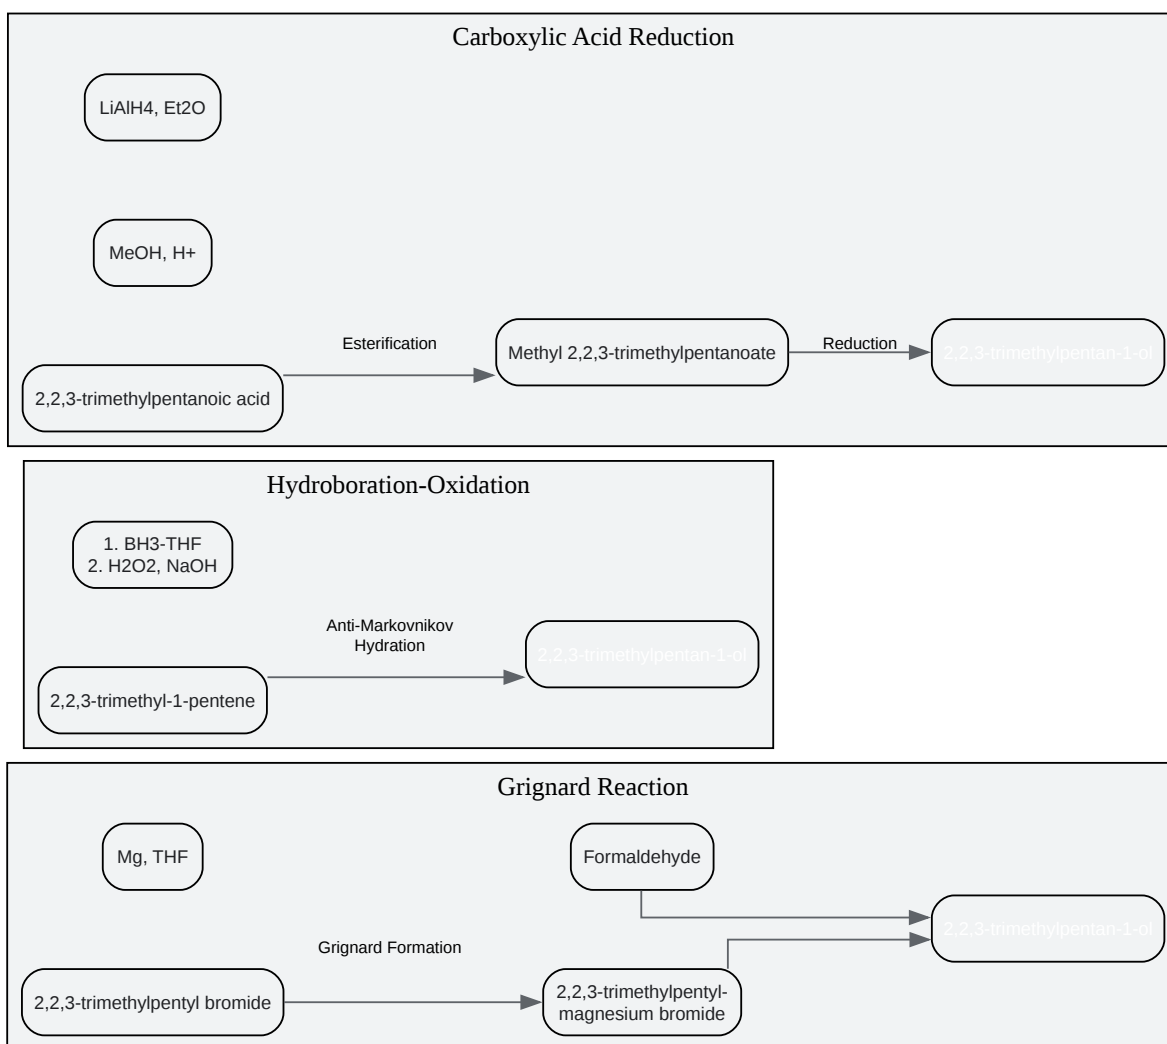 Carboxylic Acid Reduction
LiAlH4, Et2O
MeOH, H+
Esterification
Methyl 2,2,3-trimethylpentanoate
Reduction
2,2,3-trimethylpentan-1-ol
2,2,3-trimethylpentanoic acid
Hydroboration-Oxidation
1. BH3-THF
2. H2O2, NaOH
Anti-Markovnikov
Hydration
2,2,3-trimethylpentan-1-ol
2,2,3-trimethyl-1-pentene
Grignard Reaction
Mg, THF
Formaldehyde
2,2,3-trimethylpentan-1-ol
Grignard Formation
2,2,3-trimethylpentyl bromide
2,2,3-trimethylpentyl-
magnesium bromide